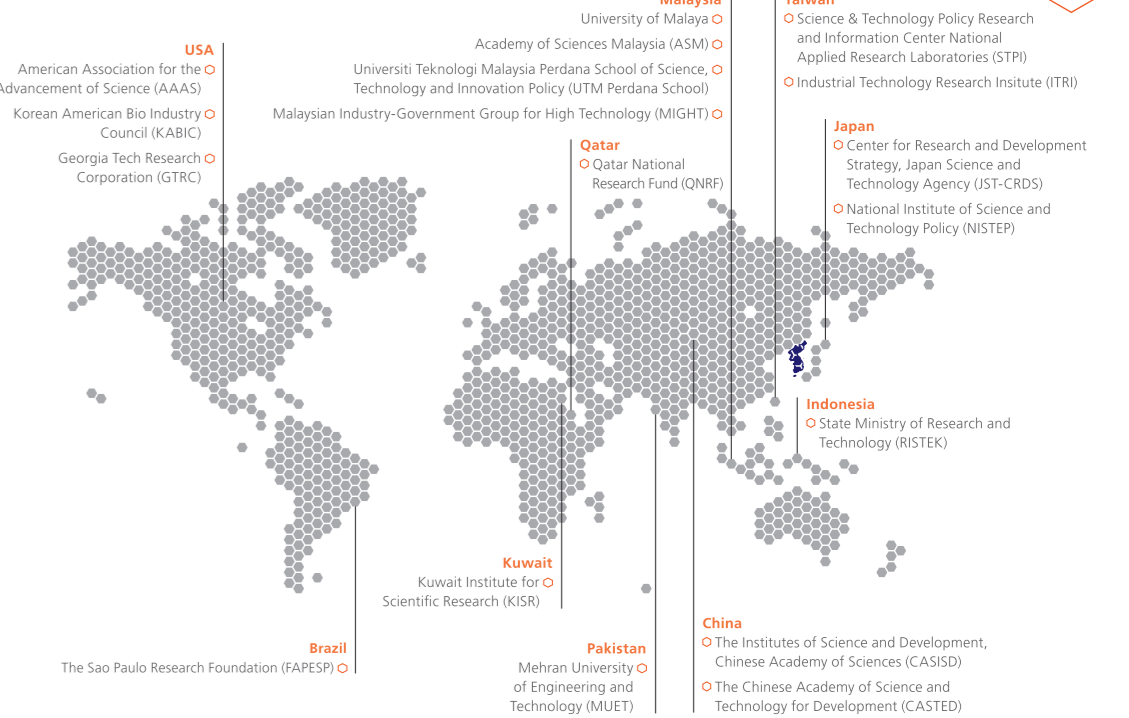 Malaysia
University of Malaya
Academy of Sciences Malaysia (ASM)
Universiti Teknologi Malaysia Perdana School of Science,
Technology and Innovation Policy (UTM Perdana School)
Malaysian Industry-Government Group for High Technology (MIGHT)
Taiwan
Science & Technology Policy Research
and Information Center National
Applied Research Laboratories (STPI)
Industrial Technology Research Insitute (ITRI)
USA
American Association for the
Advancement of Science (AAAS)
Korean American Bio Industry
Council (KABIC)
Georgia Tech Research
Corporation (GTRC)
Qatar
Qatar National
Research Fund (QNRF)
Japan
Center for Research and Development
Strategy, Japan Science and
Technology Agency (JST-CRDS)
National Institute of Science and
Technology Policy (NISTEP)
Indonesia
State Ministry of Research and
Technology (RISTEK)
Kuwait
Kuwait Institute for
Scientific Research (KISR)
Brazil
The Sao Paulo Research Foundation (FAPESP)
Pakistan
Mehran University
of Engineering and
Technology (MUET)
China
The Institutes of Science and Development,
Chinese Academy of Sciences (CASISD)
The Chinese Academy of Science and
Technology for Development (CASTED)